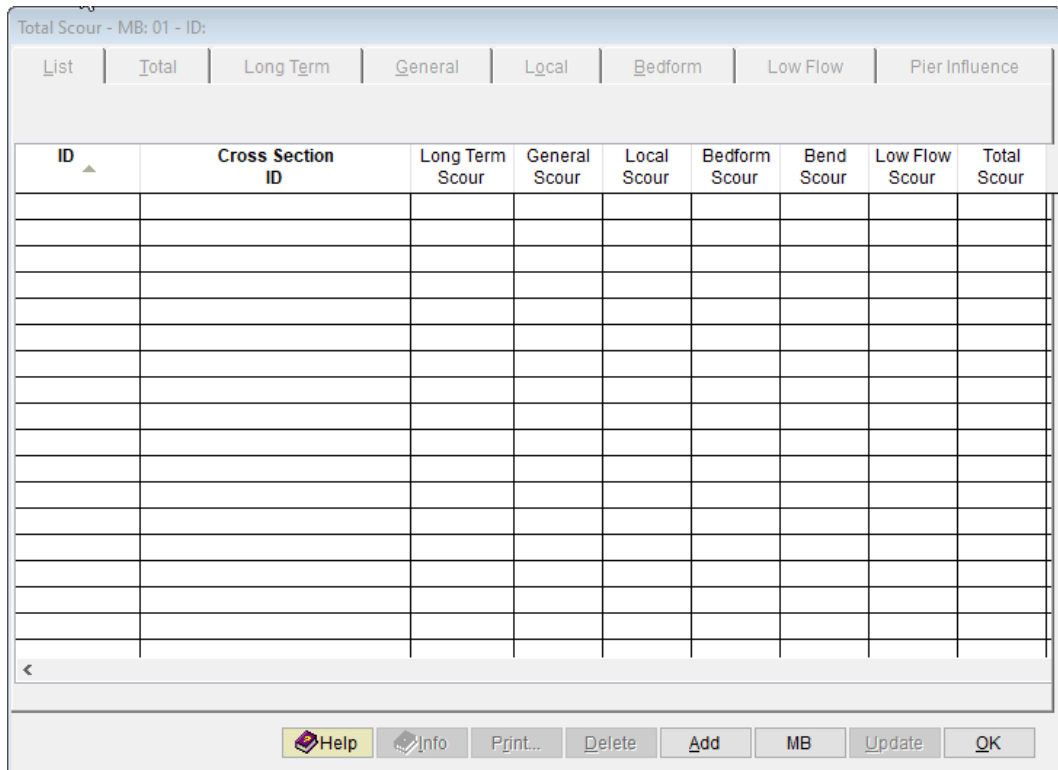 Total Scour - MB: 01 - ID:
List Total Long Term General Local Bedform Low Flow Pier Influence
ID Cross Section Long Term General Local Bedform Bend Low Flow Total
ID Scour Scour Scour Scour Scour Scour Scour
Help Info Print... Delete Add MB Update OK